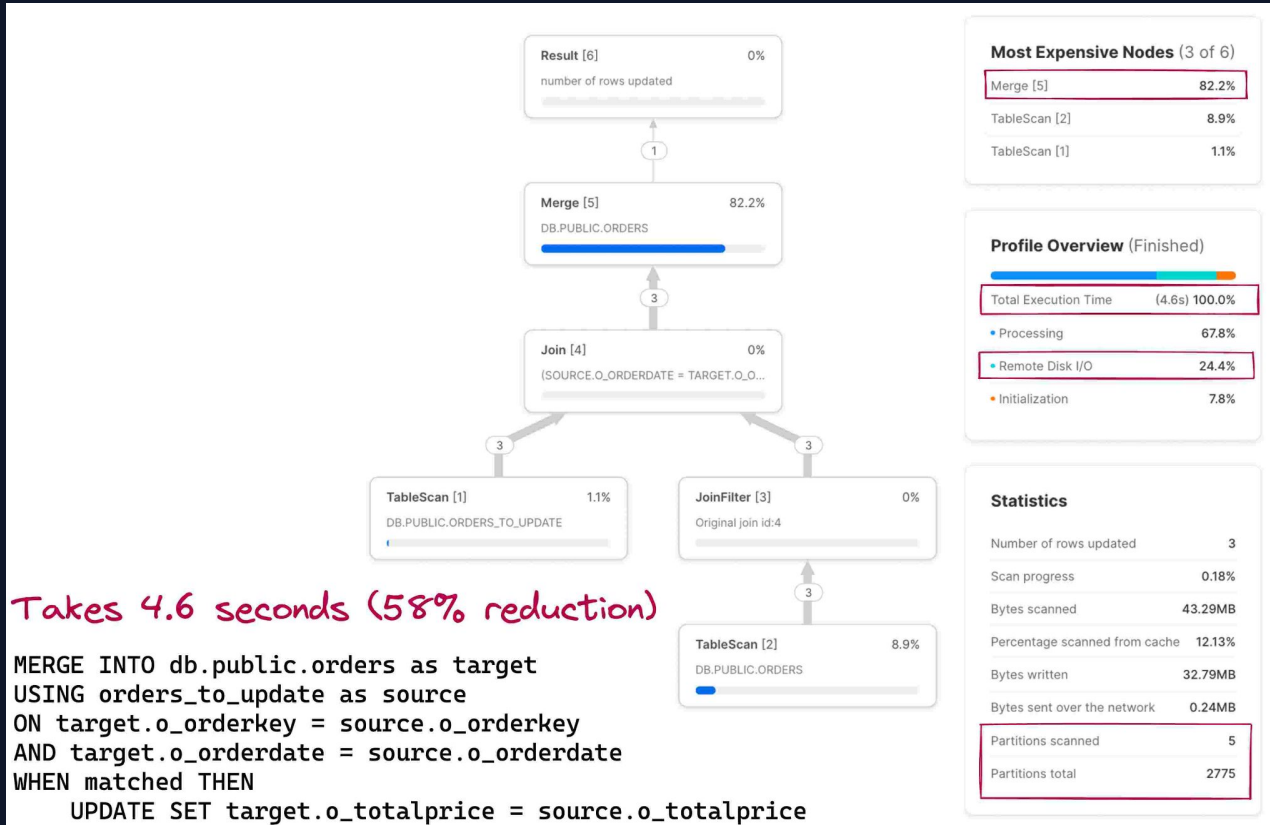 Result [6] 0%
number of rows updated
1
Merge [5] 82.2%
DB.PUBLIC.ORDERS
3
Join [4] 0%
(SOURCE.O_ORDERDATE = TARGET.O_O...
3 3
TableScan [1] 1.1%
DB.PUBLIC.ORDERS_TO_UPDATE
JoinFilter [3] 0%
Original join id:4
3
TableScan [2] 8.9%
DB.PUBLIC.ORDERS
Takes 4.6 seconds (58% reduction)
MERGE INTO db.public.orders as target
USING orders_to_update as source
ON target.o_orderkey = source.o_orderkey
AND target.o_orderdate = source.o_orderdate
WHEN matched THEN
UPDATE SET target.o_totalprice = source.o_totalprice
Most Expensive Nodes (3 of 6)
Merge [5] 82.2%
TableScan [2] 8.9%
TableScan [1] 1.1%
Profile Overview (Finished)
Total Execution Time (4.6s) 100.0%
Processing 67.8%
Remote Disk I/O 24.4%
Initialization 7.8%
Statistics
Number of rows updated 3
Scan progress 0.18%
Bytes scanned 43.29MB
Percentage scanned from cache 12.13%
Bytes written 32.79MB
Bytes sent over the network 0.24MB
Partitions scanned 5
Partitions total 2775